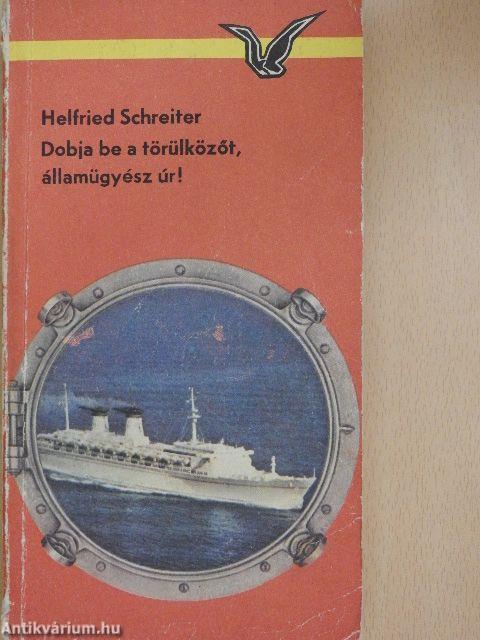 Helfried Schreiter
Dobja be a törülközőt,
államügyész úr!
Antikvárium.hu